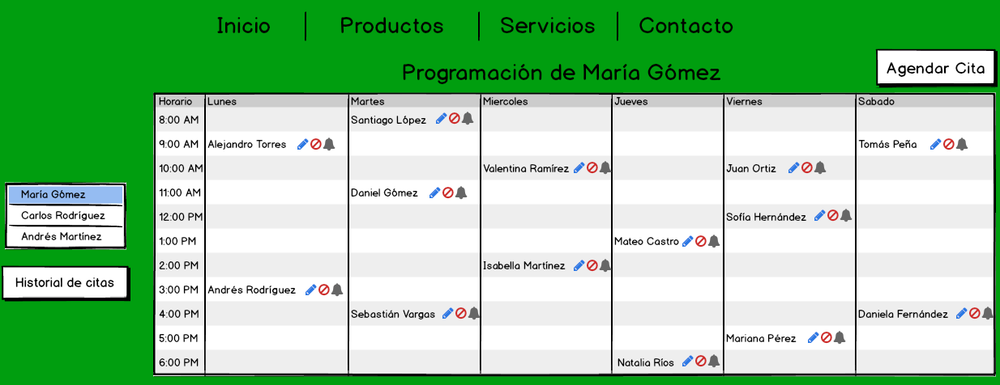 Inicio Productos Servicios Contacto
Programación de María Gómez
Agendar Cita
Horario Lunes Martes Miercoles Jueves Viernes Sabado
8:00 AM Santiago López
9:00 AM Alejandro Torres Tomás Peña
10:00 AM Valentina Ramírez Juan Ortiz
11:00 AM Daniel Gómez
12:00 PM Sofía Hernández
1:00 PM Mateo Castro
2:00 PM Isabella Martínez
3:00 PM Andrés Rodríguez
4:00 PM Sebastián Vargas Daniela Fernández
5:00 PM Mariana Pérez
6:00 PM Natalia Ríos
María Gómez
Carlos Rodríguez
Andrés Martínez
Historial de citas